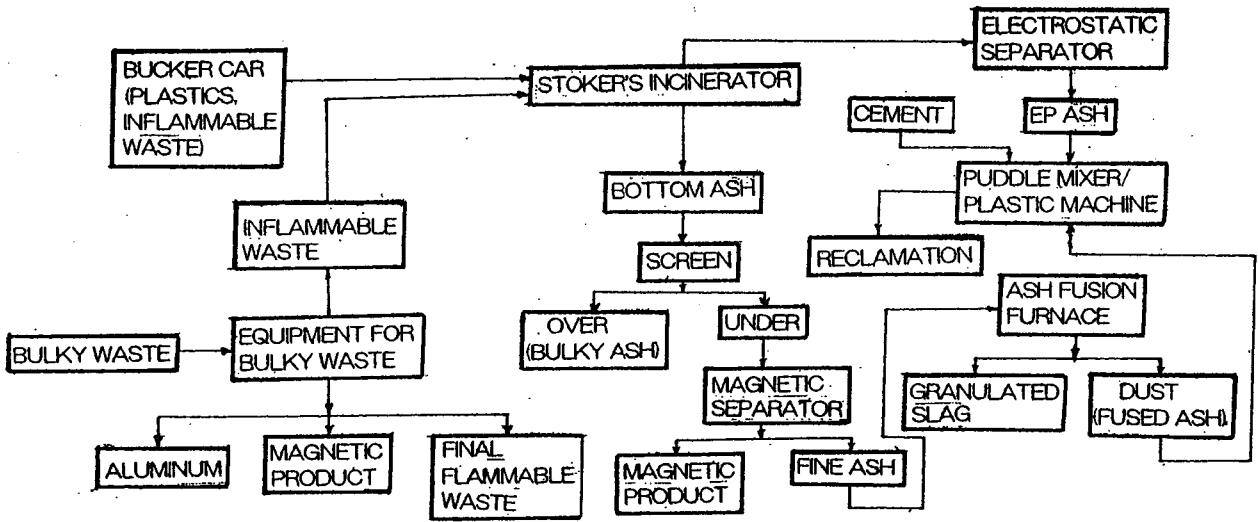 ELECTROSTATIC
SEPARATOR
BUCKER CAR
(PLASTICS,
INFLAMMABLE
WASTE)
STOKER'S INCINERATOR
CEMENT
EP ASH
BOTTOM ASH
PUDDLE MIXER/
PLASTIC MACHINE
INFLAMMABLE
WASTE
SCREEN
RECLAMATION
ASH FUSION
FURNACE
OVER
(BULKY ASH)
UNDER
BULKY WASTE
EQUIPMENT FOR
BULKY WASTE
MAGNETIC
SEPARATOR
GRANULATED
SLAG
DUST
(FUSED ASH)
ALUMINUM
MAGNETIC
PRODUCT
FINAL
FLAMMABLE
WASTE
MAGNETIC
PRODUCT
FINE ASH